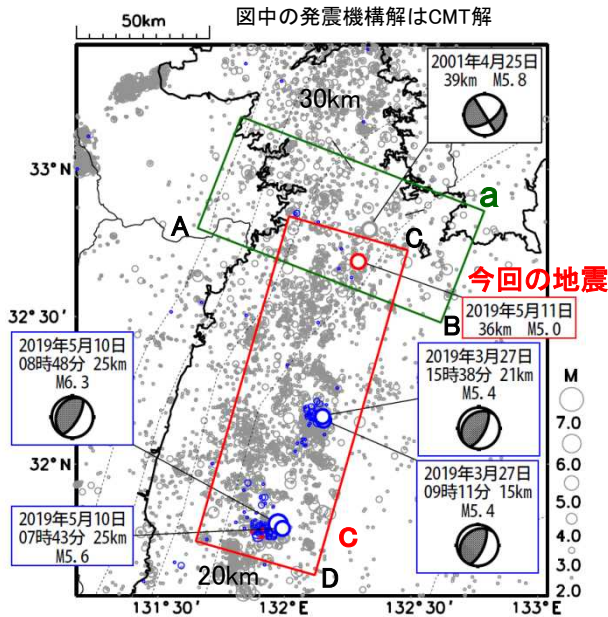 50km
図中の発震機構解はCMT解
2001年4月25日
39km M5.8
30km
33°N
a
A
C
今回の地震
2019年5月11日
36km M5.0
B
32°30′
2019年5月10日
08時48分 25km
M6.3
2019年3月27日
15時38分 21km
M5.4
M
7.0
6.0
5.0
4.0
3.0
2.0
32°N
2019年3月27日
09時11分 15km
M5.4
2019年5月10日
07時43分 25km
M5.6
c
20km
D
131°30′
132°E
132°30′
133°E